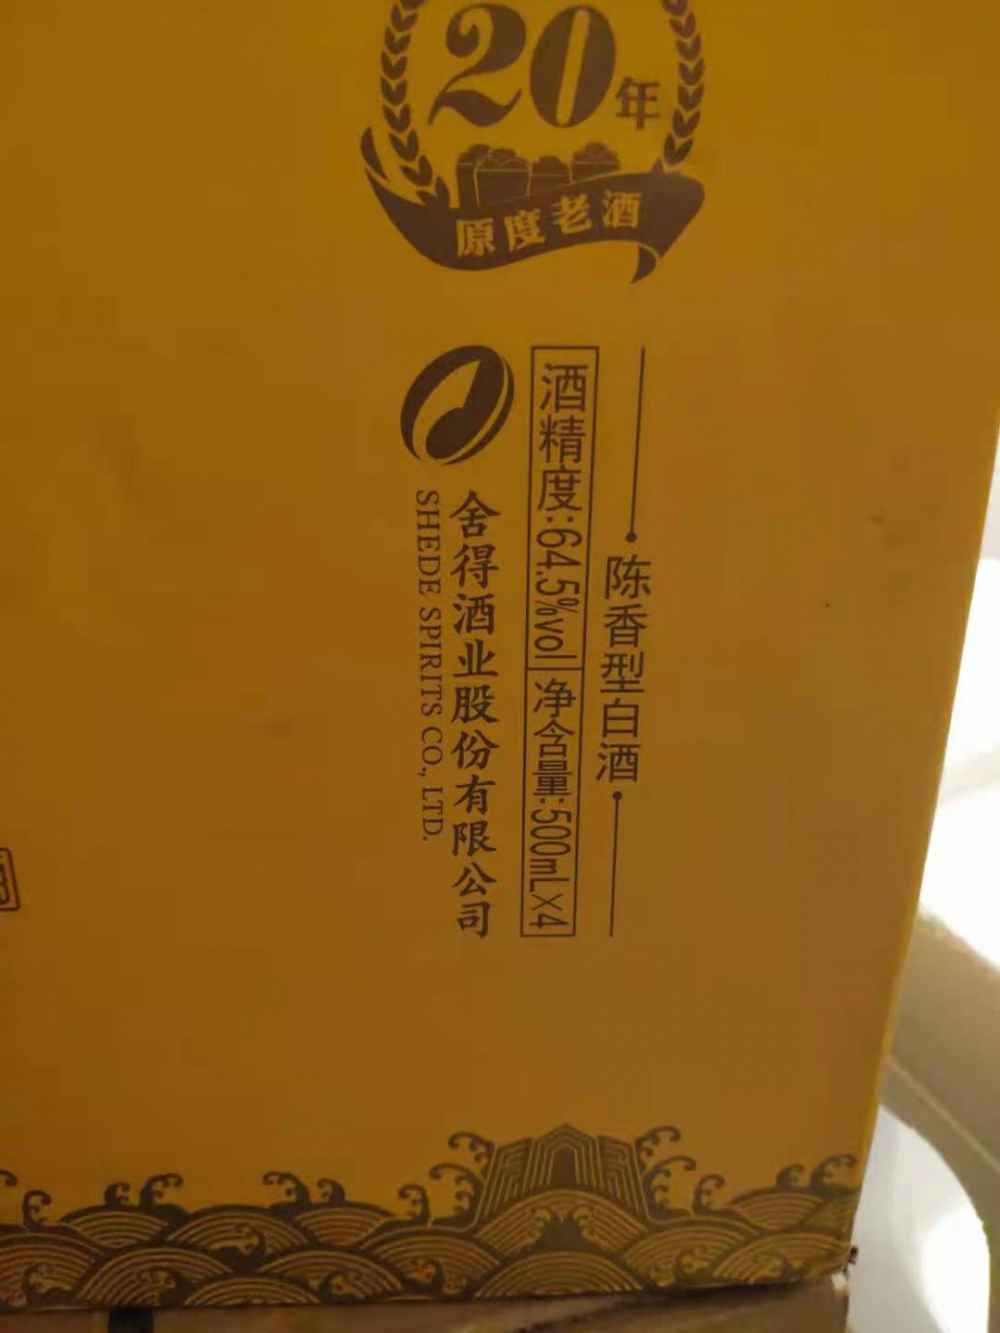 20年
原度老酒
陈香型白酒
酒精度:64.5%vol 净含量:500mL×4
舍得酒业股份有限公司
SHEDE SPIRITS CO., LTD.